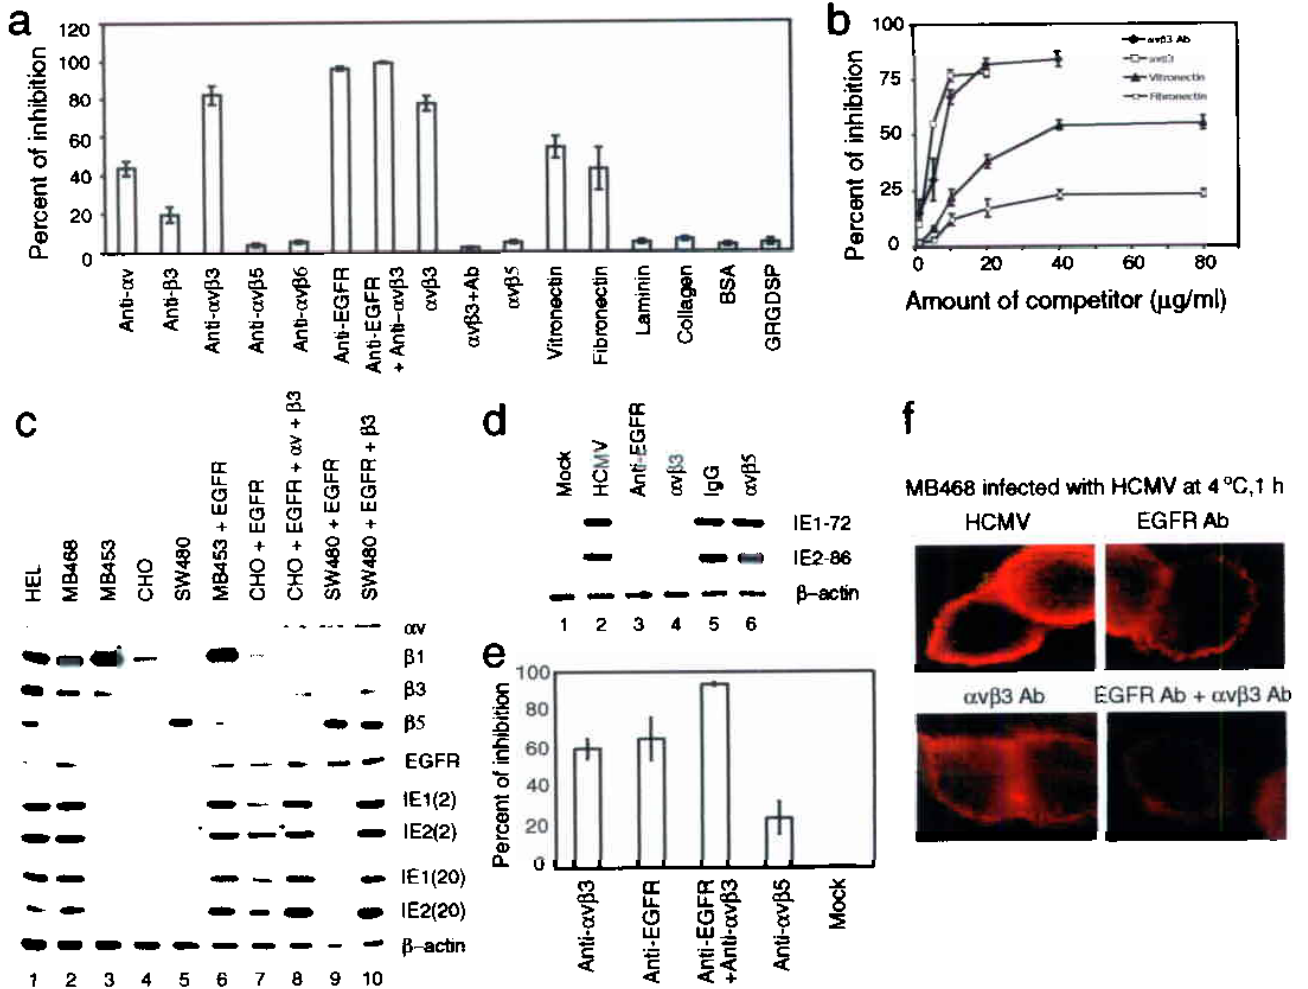 a
120
100
80
60
40
20
0
Percent of inhibition
Anti-αv
Anti-β3
Anti-αvβ3
Anti-αvβ5
Anti-αvβ6
Anti-EGFR
Anti-EGFR
+ Anti-αvβ3
αvβ3
αvβ3+Ab
αvβ5
Vitronectin
Fibronectin
Laminin
Collagen
BSA
GRGDSP
b
100
75
50
25
0
Percent of inhibition
αvβ3 Ab
αvβ3
Vitronectin
Fibronectin
0 20 40 60 80
Amount of competitor (μg/ml)
c
HEL
MB468
MB453
CHO
SW480
MB453 + EGFR
CHO + EGFR
CHO + EGFR + αv + β3
SW480 + EGFR
SW480 + EGFR + β3
αv
β1
β3
β5
EGFR
IE1(2)
IE2(2)
IE1(20)
IE2(20)
β-actin
1 2 3 4 5 6 7 8 9 10
d
Mock
HCMV
Anti-EGFR
αvβ3
IgG
αvβ5
IE1-72
IE2-86
β-actin
1 2 3 4 5 6
e
100
80
60
40
20
0
Percent of inhibition
Anti-αvβ3
Anti-EGFR
Anti-EGFR
+Anti-αvβ3
Anti-αvβ5
Mock
f
MB468 infected with HCMV at 4 °C,1 h
HCMV
EGFR Ab
αvβ3 Ab
EGFR Ab + αvβ3 Ab